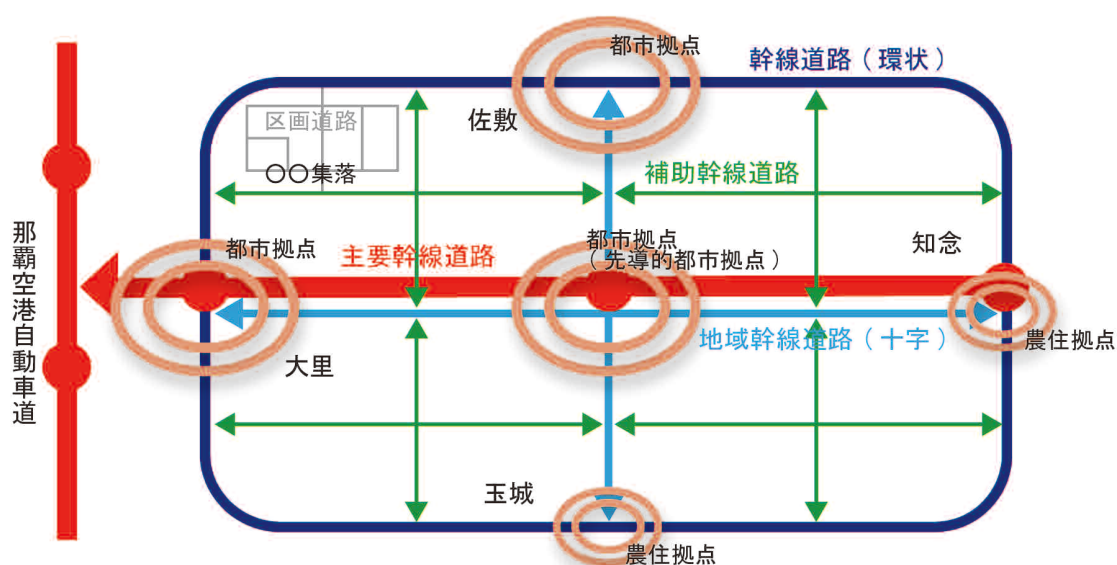 都市拠点
幹線道路（環状）
区画道路
佐敷
〇〇集落
補助幹線道路
那覇空港自動車道
都市拠点
主要幹線道路
都市拠点
（先導的都市拠点）
知念
地域幹線道路（十字）
農住拠点
大里
玉城
農住拠点